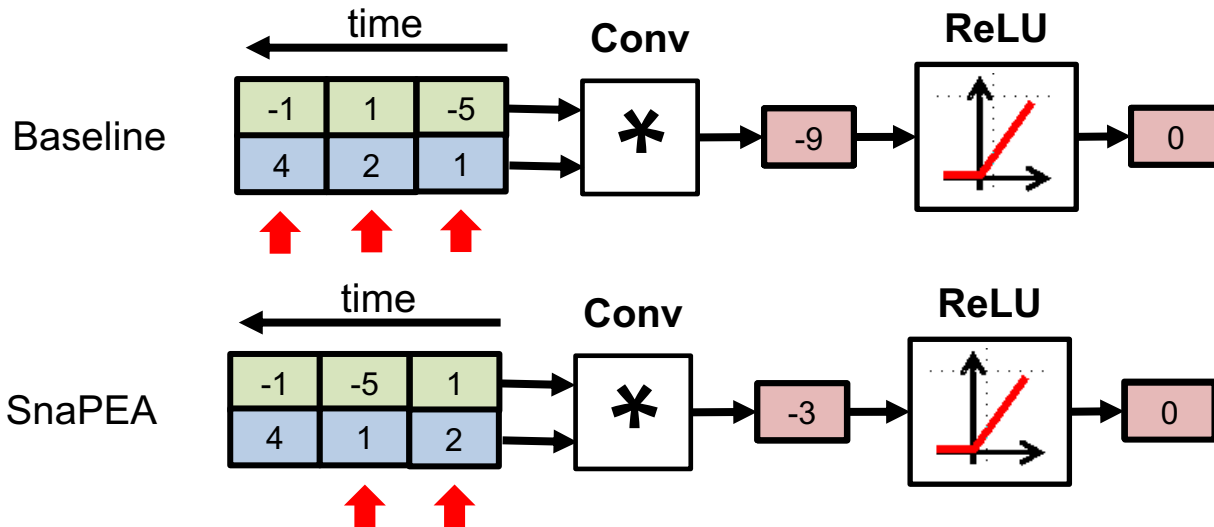 time
Conv
ReLU
Baseline
-1 1 -5
4 2 1
*
-9
0
time
Conv
ReLU
SnaPEA
-1 -5 1
4 1 2
*
-3
0